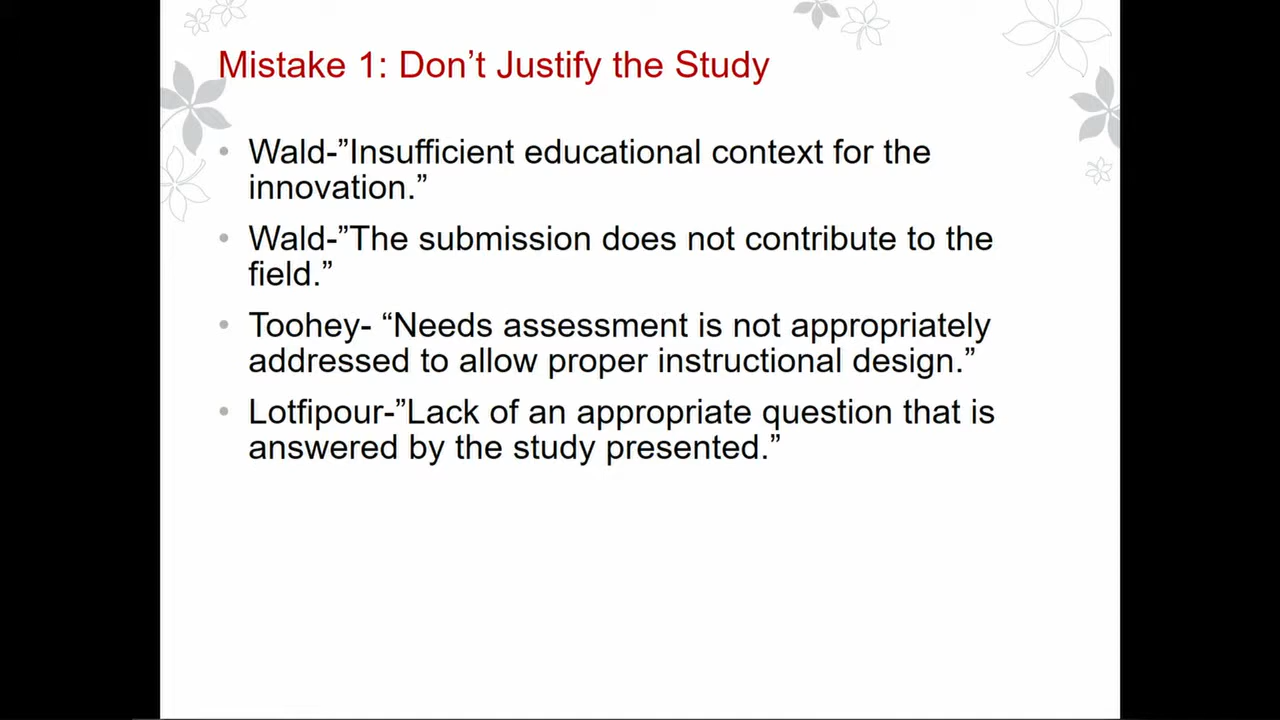 Mistake 1: Don’t Justify the Study
• Wald-”Insufficient educational context for the
innovation.”
• Wald-”The submission does not contribute to the
field.”
• Toohey- “Needs assessment is not appropriately
addressed to allow proper instructional design.”
• Lotfipour-”Lack of an appropriate question that is
answered by the study presented.”